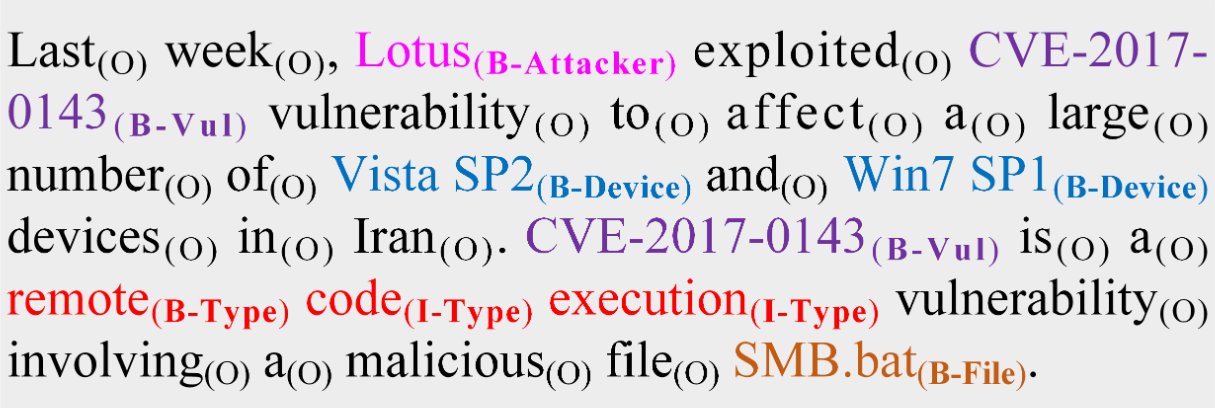 Last(O) week(O), Lotus(B-Attacker) exploited(O) CVE-2017-
0143(B-Vul) vulnerability(O) to(O) affect(O) a(O) large(O)
number(O) of(O) Vista SP2(B-Device) and(O) Win7 SP1(B-Device)
devices(O) in(O) Iran(O). CVE-2017-0143(B-Vul) is(O) a(O)
remote(B-Type) code(I-Type) execution(I-Type) vulnerability(O)
involving(O) a(O) malicious(O) file(O) SMB.bat(B-File).